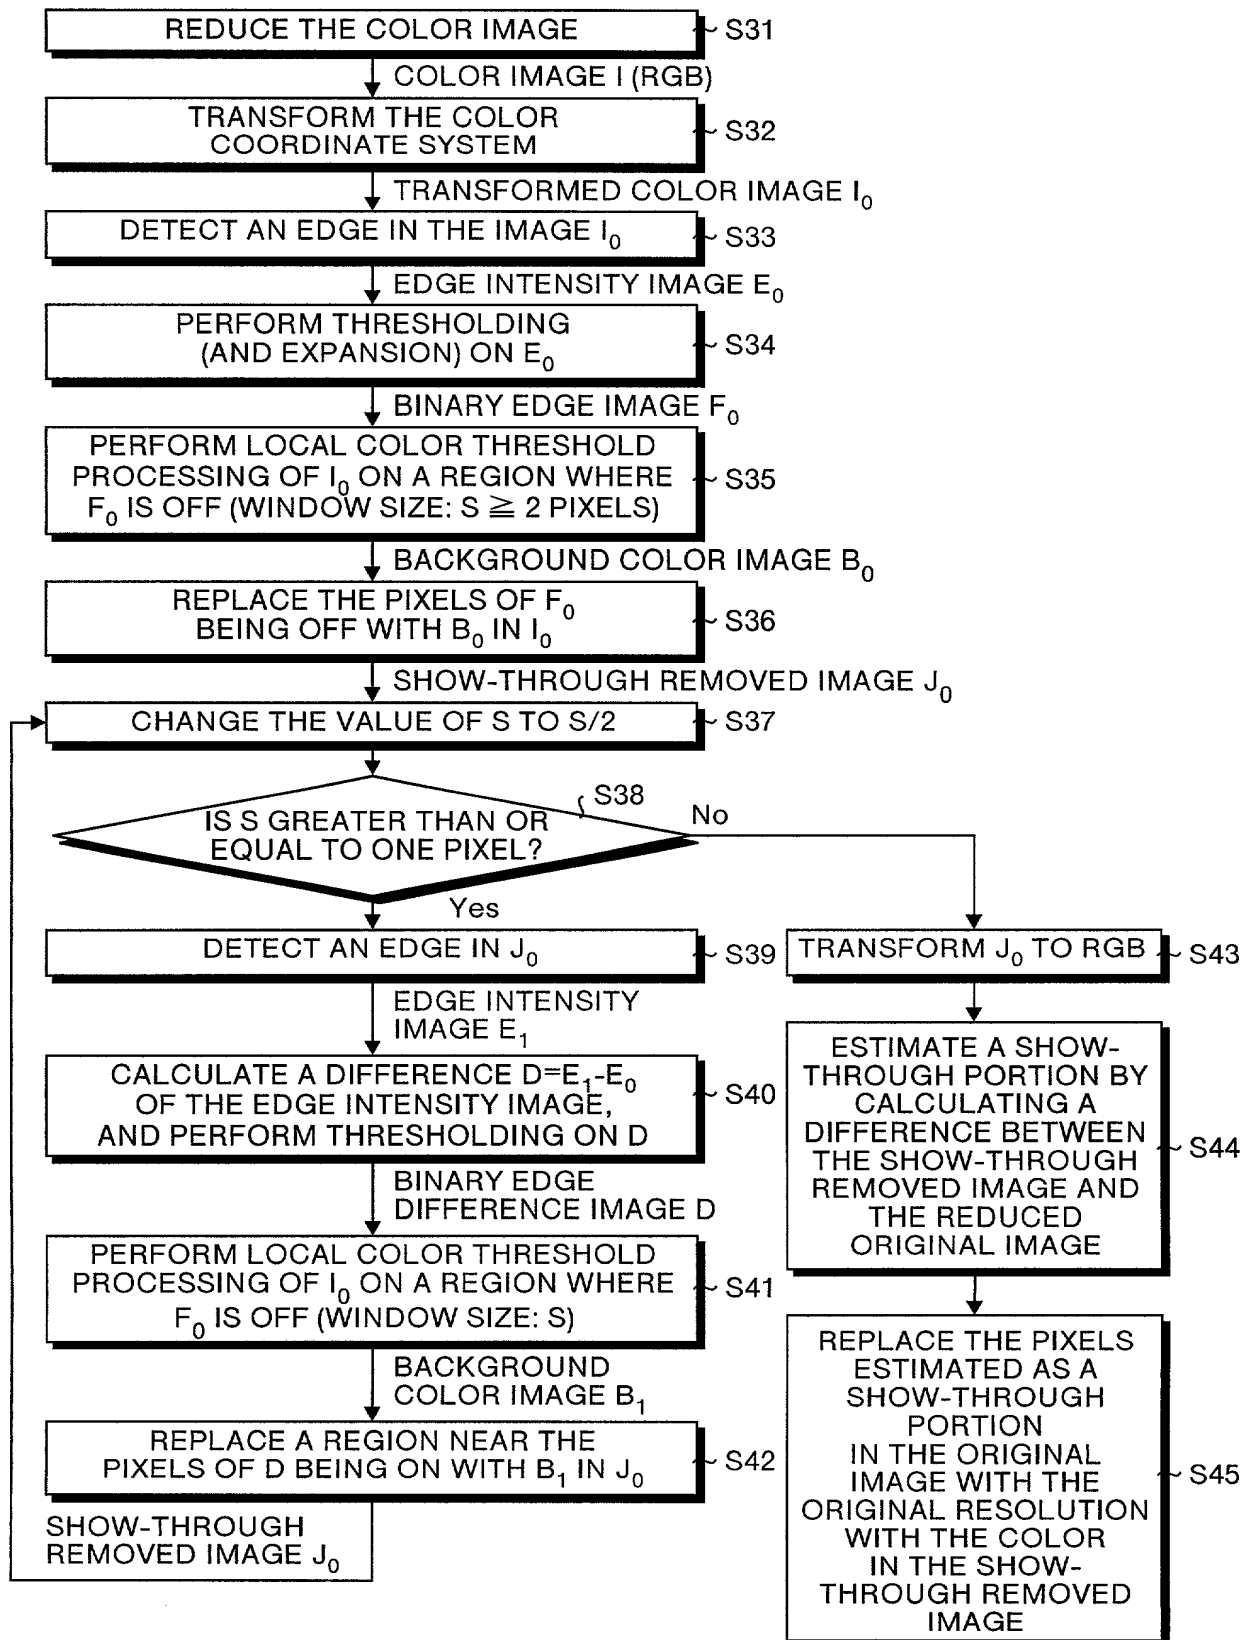 REDUCE THE COLOR IMAGE
S31
COLOR IMAGE I (RGB)
TRANSFORM THE COLOR
COORDINATE SYSTEM
S32
TRANSFORMED COLOR IMAGE I₀
DETECT AN EDGE IN THE IMAGE I₀
S33
EDGE INTENSITY IMAGE E₀
PERFORM THRESHOLDING
(AND EXPANSION) ON E₀
S34
BINARY EDGE IMAGE F₀
PERFORM LOCAL COLOR THRESHOLD
PROCESSING OF I₀ ON A REGION WHERE
F₀ IS OFF (WINDOW SIZE: S ≧ 2 PIXELS)
S35
BACKGROUND COLOR IMAGE B₀
REPLACE THE PIXELS OF F₀
BEING OFF WITH B₀ IN I₀
S36
SHOW-THROUGH REMOVED IMAGE J₀
CHANGE THE VALUE OF S TO S/2
S37
S38
IS S GREATER THAN OR
EQUAL TO ONE PIXEL?
No
Yes
DETECT AN EDGE IN J₀
S39
EDGE INTENSITY
IMAGE E₁
CALCULATE A DIFFERENCE D=E₁-E₀
OF THE EDGE INTENSITY IMAGE,
AND PERFORM THRESHOLDING ON D
S40
BINARY EDGE
DIFFERENCE IMAGE D
PERFORM LOCAL COLOR THRESHOLD
PROCESSING OF I₀ ON A REGION WHERE
F₀ IS OFF (WINDOW SIZE: S)
S41
BACKGROUND
COLOR IMAGE B₁
REPLACE A REGION NEAR THE
PIXELS OF D BEING ON WITH B₁ IN J₀
S42
SHOW-THROUGH
REMOVED IMAGE J₀
TRANSFORM J₀ TO RGB
S43
ESTIMATE A SHOW-
THROUGH PORTION BY
CALCULATING A
DIFFERENCE BETWEEN
THE SHOW-THROUGH
REMOVED IMAGE AND
THE REDUCED
ORIGINAL IMAGE
S44
REPLACE THE PIXELS
ESTIMATED AS A
SHOW-THROUGH
PORTION
IN THE ORIGINAL
IMAGE WITH THE
ORIGINAL RESOLUTION
WITH THE COLOR
IN THE SHOW-
THROUGH REMOVED
IMAGE
S45